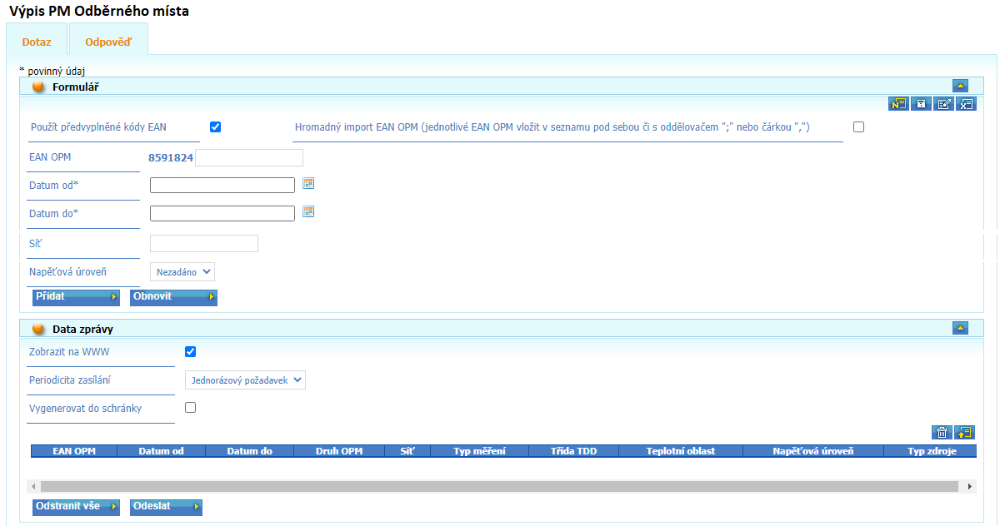 Výpis PM Odběrného místa
Dotaz Odpověď
* povinný údaj
Formulář
Použít předvyplněné kódy EAN Hromadný import EAN OPM (jednotlivé EAN OPM vložit v seznamu pod sebou či s oddělovačem ";" nebo čárkou ",")
EAN OPM 8591824
Datum od*
Datum do*
Síť
Napěťová úroveň Nezadáno
Přidat Obnovit
Data zprávy
Zobrazit na WWW
Periodicita zasílání Jednorázový požadavek
Vygenerovat do schránky
EAN OPM Datum od Datum do Druh OPM Síť Typ měření Třída TDD Teplotní oblast Napěťová úroveň Typ zdroje
Odstranit vše Odeslat